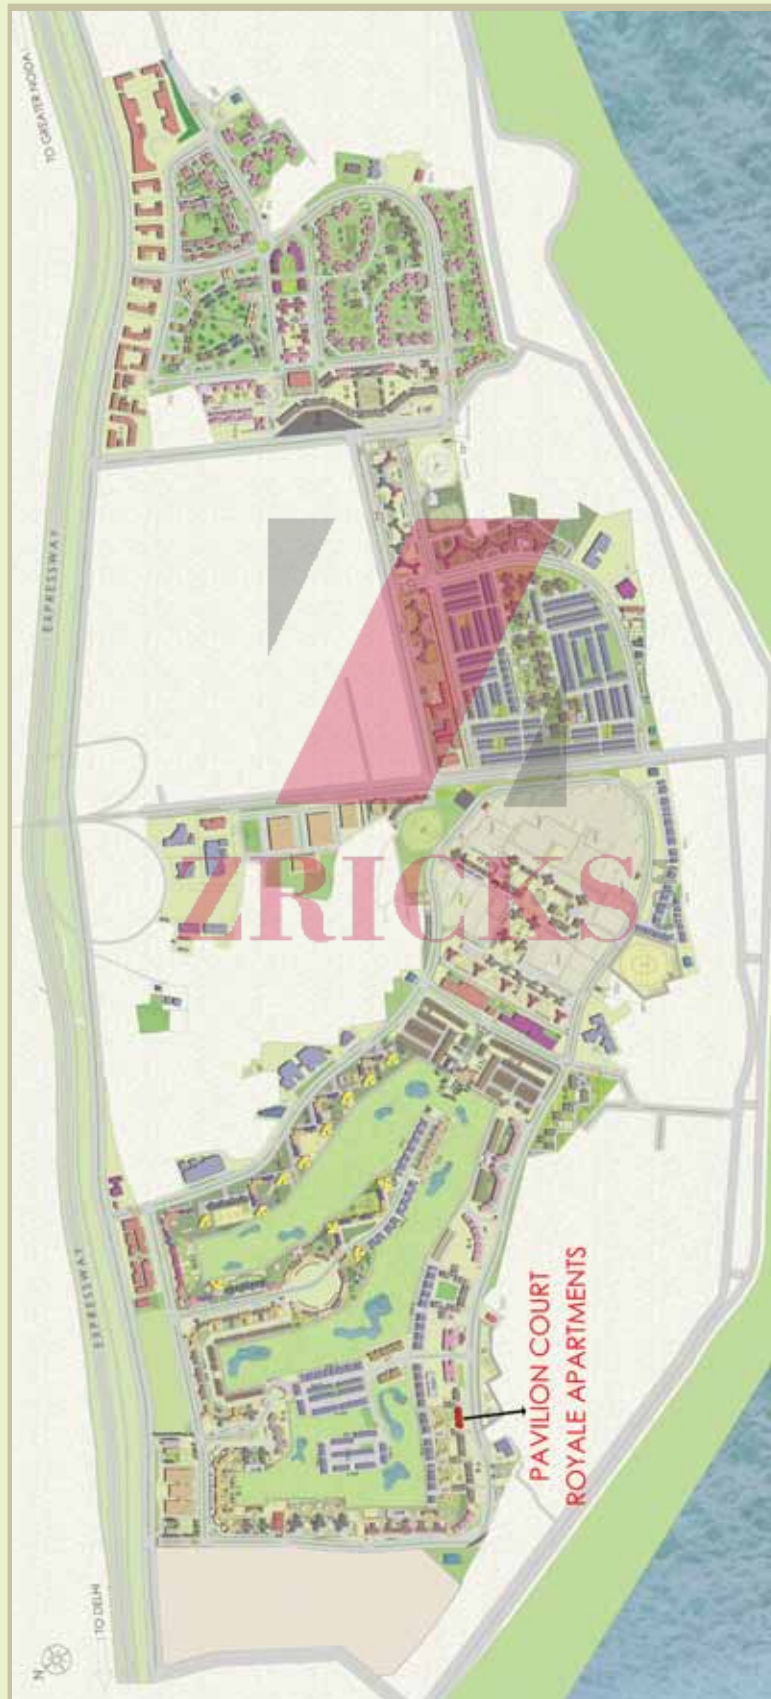 TO GREATER NOIDA
EXPRESSWAY
ZRICKS
EXPRESSWAY
PAVILION COURT
ROYALE APARTMENTS
TO DELHI
N